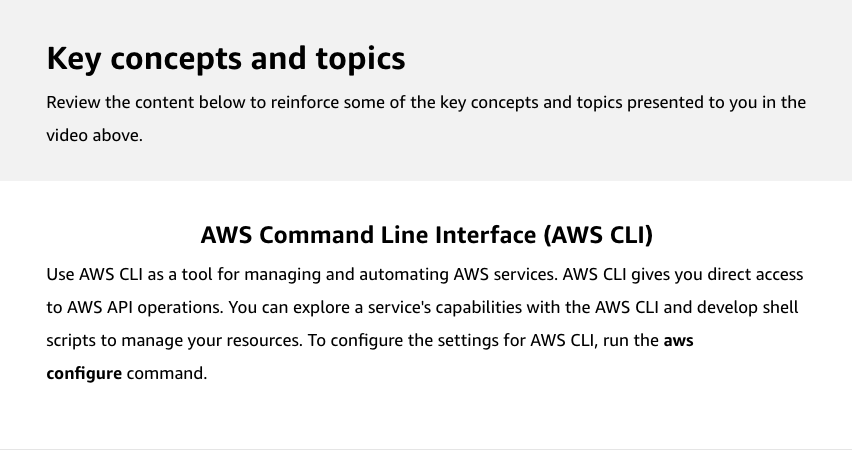 Key concepts and topics
Review the content below to reinforce some of the key concepts and topics presented to you in the
video above.
AWS Command Line Interface (AWS CLI)
Use AWS CLI as a tool for managing and automating AWS services. AWS CLI gives you direct access
to AWS API operations. You can explore a service's capabilities with the AWS CLI and develop shell
scripts to manage your resources. To configure the settings for AWS CLI, run the aws
configure command.